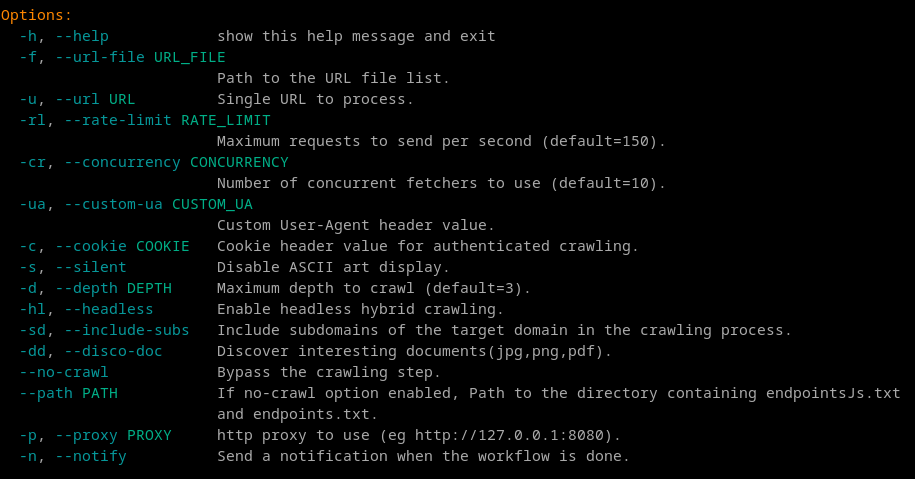 Options:
-h, --help show this help message and exit
-f, --url-file URL_FILE
Path to the URL file list.
-u, --url URL Single URL to process.
-rl, --rate-limit RATE_LIMIT
Maximum requests to send per second (default=150).
-cr, --concurrency CONCURRENCY
Number of concurrent fetchers to use (default=10).
-ua, --custom-ua CUSTOM_UA
Custom User-Agent header value.
-c, --cookie COOKIE Cookie header value for authenticated crawling.
-s, --silent Disable ASCII art display.
-d, --depth DEPTH Maximum depth to crawl (default=3).
-hl, --headless Enable headless hybrid crawling.
-sd, --include-subs Include subdomains of the target domain in the crawling process.
-dd, --disco-doc Discover interesting documents(jpg,png,pdf).
--no-crawl Bypass the crawling step.
--path PATH If no-crawl option enabled, Path to the directory containing endpointsJs.txt
and endpoints.txt.
-p, --proxy PROXY http proxy to use (eg http://127.0.0.1:8080).
-n, --notify Send a notification when the workflow is done.